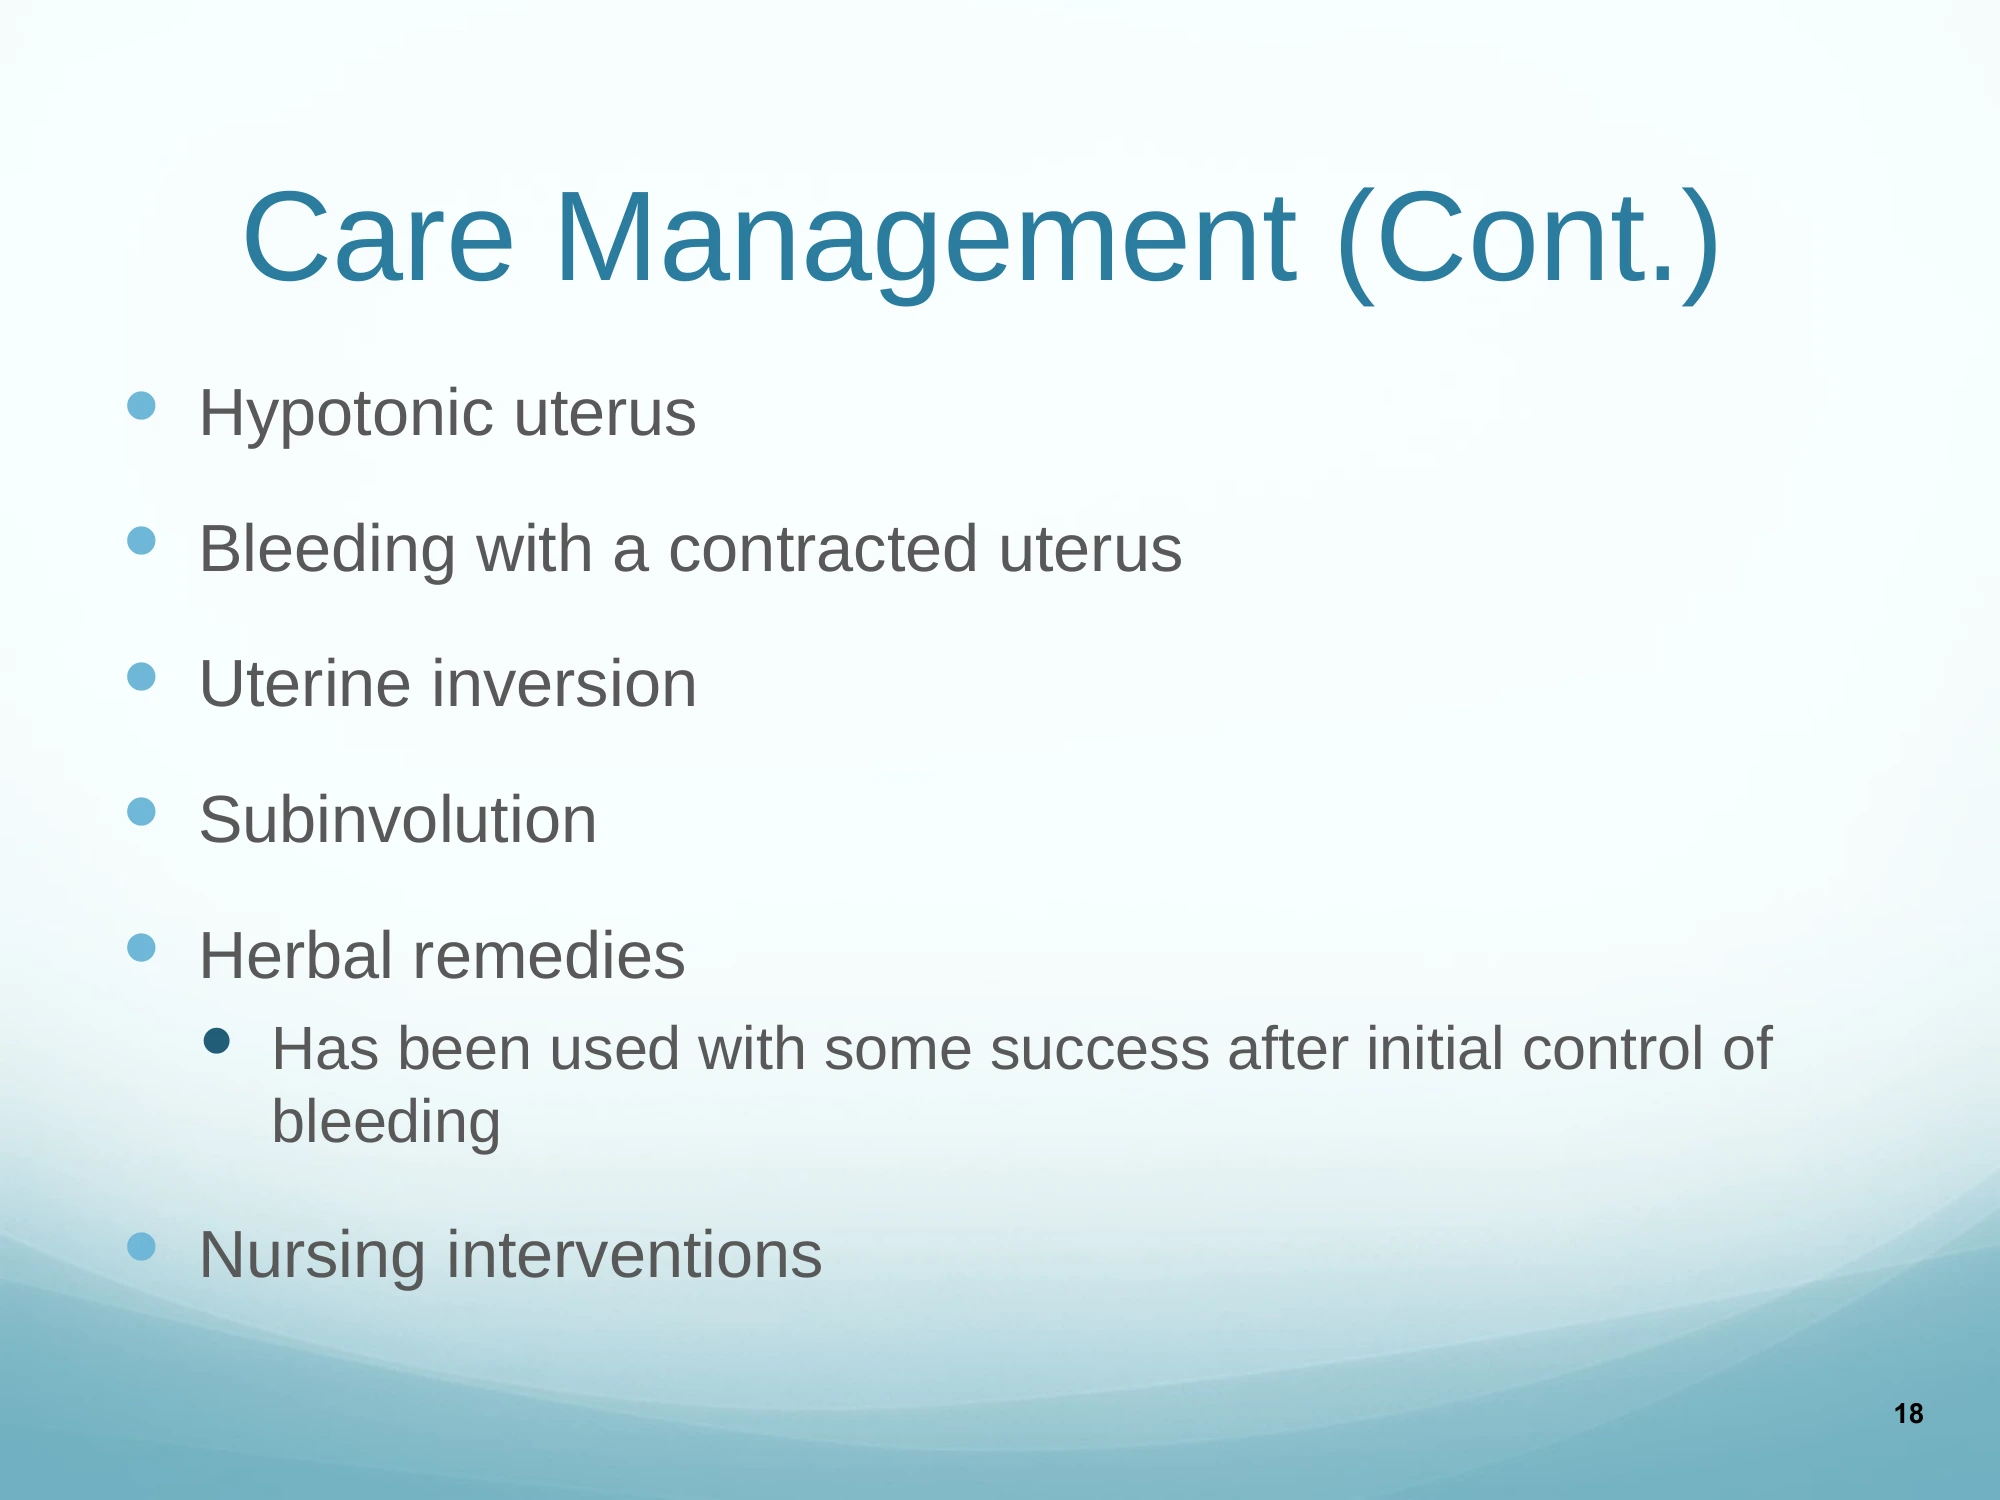 Care Management (Cont.)
Hypotonic uterus
Bleeding with a contracted uterus
Uterine inversion
Subinvolution
Herbal remedies
Has been used with some success after initial control of
bleeding
Nursing interventions
18